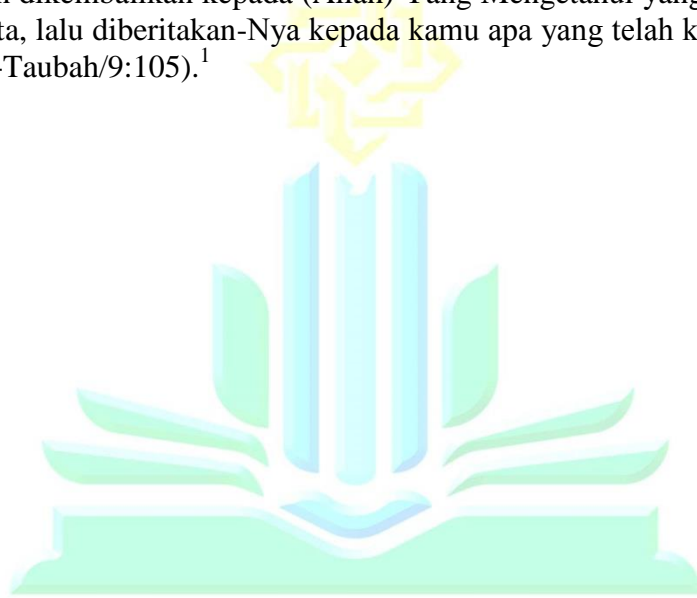 dikembalikan kepada (Allah) Yang Mengetahui yang
ta, lalu diberitakan-Nya kepada kamu apa yang telah k
-Taubah/9:105).¹